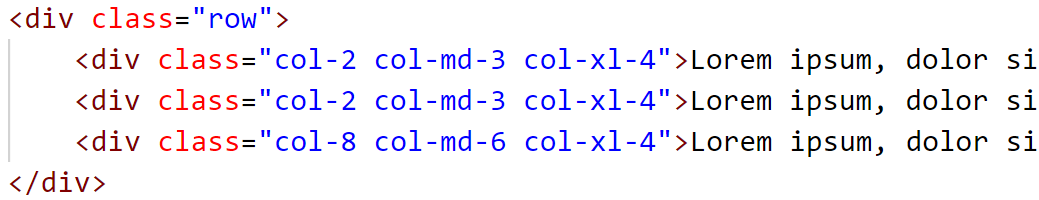 <div class="row">
    <div class="col-2 col-md-3 col-xl-4">Lorem ipsum, dolor si
    <div class="col-2 col-md-3 col-xl-4">Lorem ipsum, dolor si
    <div class="col-8 col-md-6 col-xl-4">Lorem ipsum, dolor si
</div>